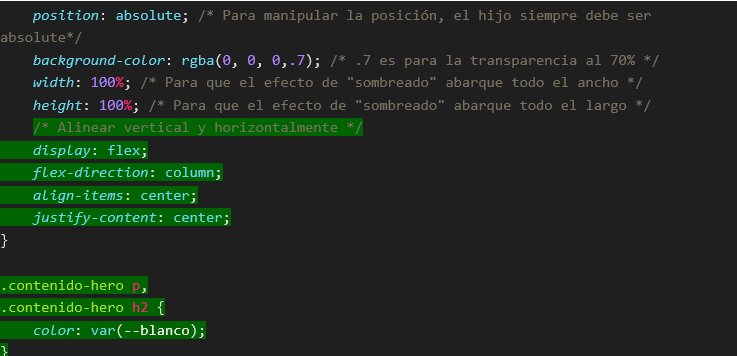 position: absolute; /* Para manipular la posición, el hijo siempre debe ser
absolute*/
background-color: rgba(0, 0, 0,.7); /* .7 es para la transparencia al 70% */
width: 100%; /* Para que el efecto de "sombreado" abarque todo el ancho */
height: 100%; /* Para que el efecto de "sombreado" abarque todo el largo */
/* Alinear vertical y horizontalmente */
display: flex;
flex-direction: column;
align-items: center;
justify-content: center;
}
.contenido-hero p,
.contenido-hero h2 {
color: var(--blanco);
}